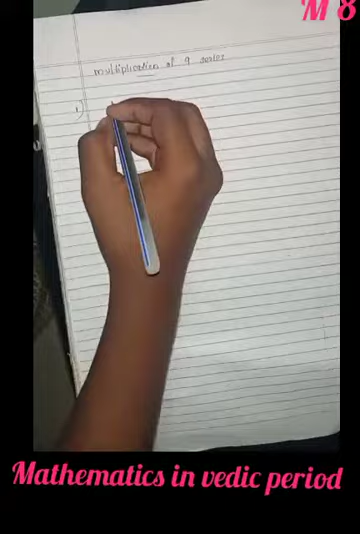 M 8
multiplication of 9 series
1)
Mathematics in vedic period